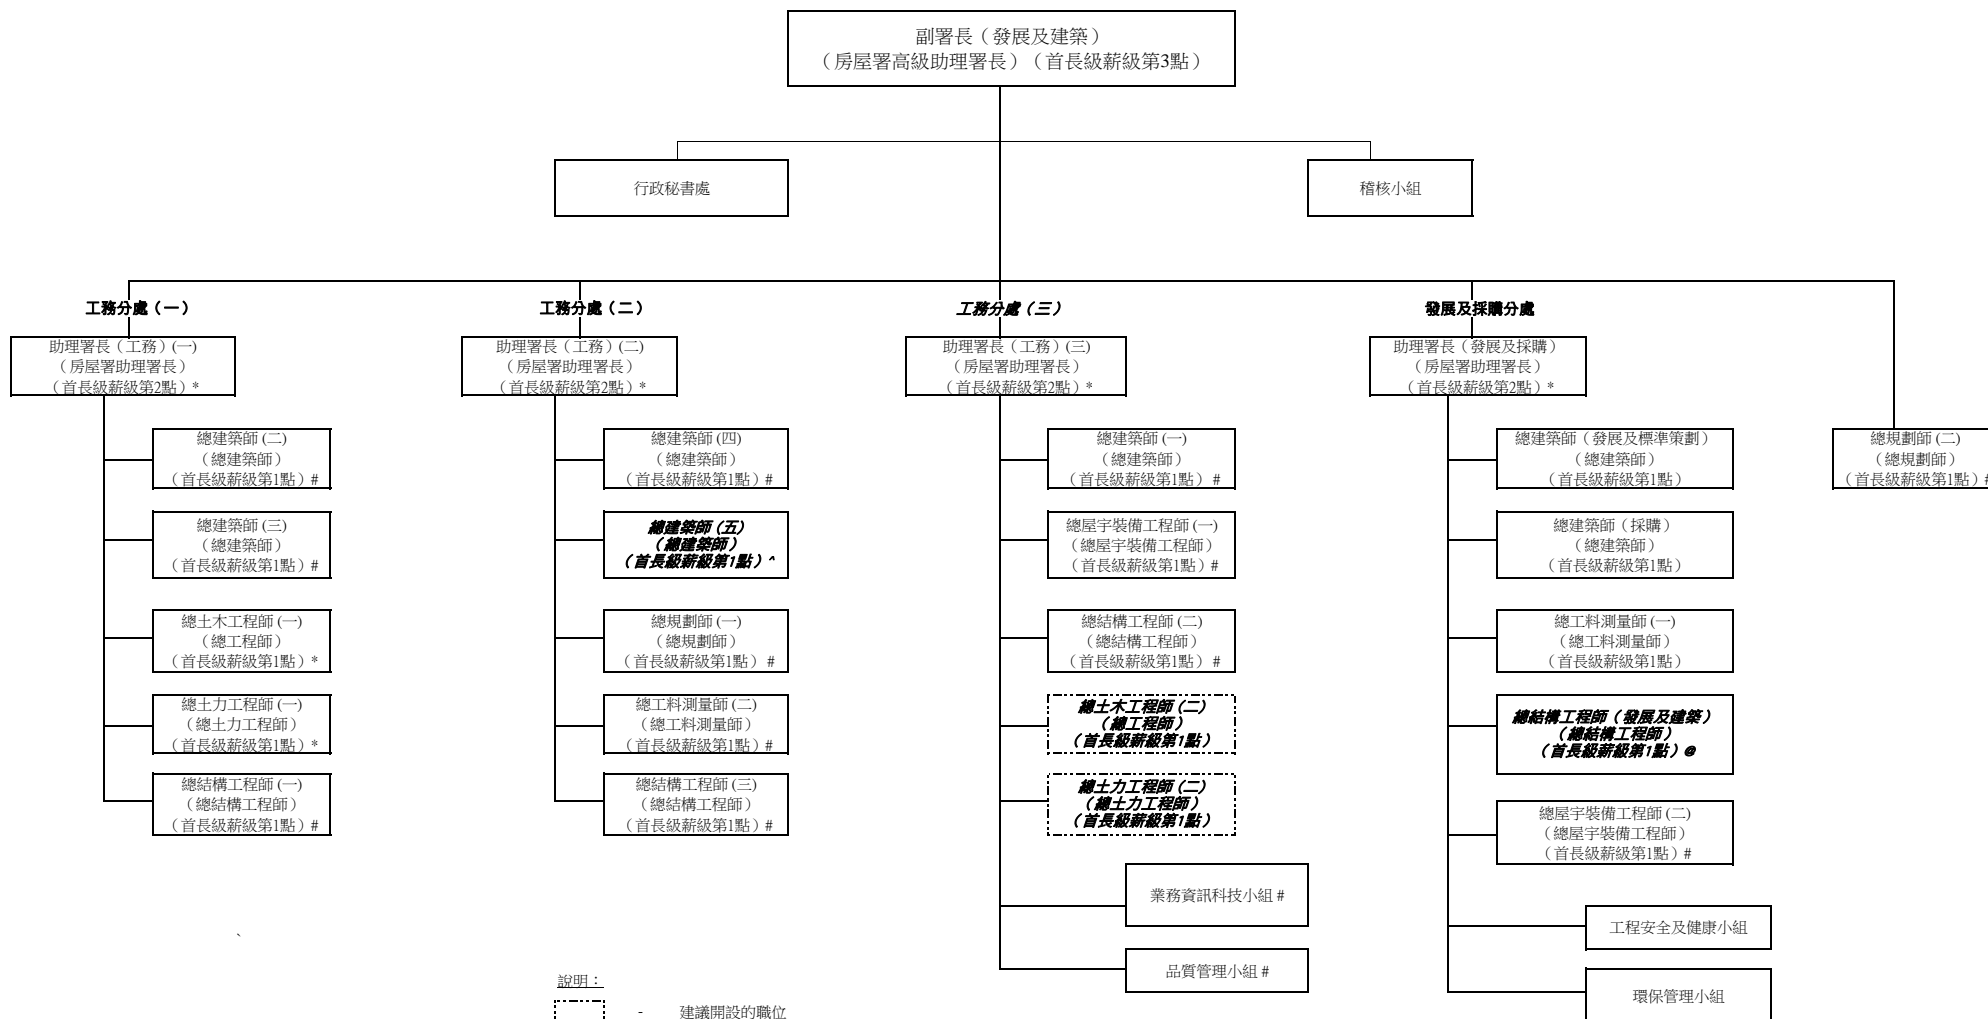 副署長（發展及建築）
（房屋署高級助理署長）（首長級薪級第3點）
行政秘書處
稽核小組
工務分處（一）
助理署長（工務）(一)
（房屋署助理署長）
（首長級薪級第2點）*
總建築師 (二)
（總建築師）
（首長級薪級第1點）#
總建築師 (三)
（總建築師）
（首長級薪級第1點）#
總土木工程師 (一)
（總工程師）
（首長級薪級第1點）*
總土力工程師 (一)
（總土力工程師）
（首長級薪級第1點）*
總結構工程師 (一)
（總結構工程師）
（首長級薪級第1點）#
工務分處（二）
助理署長（工務）(二)
（房屋署助理署長）
（首長級薪級第2點）*
總建築師 (四)
（總建築師）
（首長級薪級第1點）#
總建築師 (五)
（總建築師）
（首長級薪級第1點）^
總規劃師 (一)
（總規劃師）
（首長級薪級第1點）#
總工料測量師 (二)
（總工料測量師）
（首長級薪級第1點）#
總結構工程師 (三)
（總結構工程師）
（首長級薪級第1點）#
工務分處（三）
助理署長（工務）(三)
（房屋署助理署長）
（首長級薪級第2點）*
總建築師 (一)
（總建築師）
（首長級薪級第1點）#
總屋宇裝備工程師 (一)
（總屋宇裝備工程師）
（首長級薪級第1點）#
總結構工程師 (二)
（總結構工程師）
（首長級薪級第1點）#
總土木工程師 (二)
（總工程師）
（首長級薪級第1點）
總土力工程師 (二)
（總土力工程師）
（首長級薪級第1點）
業務資訊科技小組 #
品質管理小組 #
發展及採購分處
助理署長（發展及採購）
（房屋署助理署長）
（首長級薪級第2點）*
總建築師（發展及標準策劃）
（總建築師）
（首長級薪級第1點）
總建築師（採購）
（總建築師）
（首長級薪級第1點）
總工料測量師 (一)
（總工料測量師）
（首長級薪級第1點）
總結構工程師（發展及建築）
（總結構工程師）
（首長級薪級第1點）@
總屋宇裝備工程師 (二)
（總屋宇裝備工程師）
（首長級薪級第1點）#
工程安全及健康小組
環保管理小組
總規劃師 (二)
（總規劃師）
（首長級薪級第1點）#
`
說明：
- 建議開設的職位